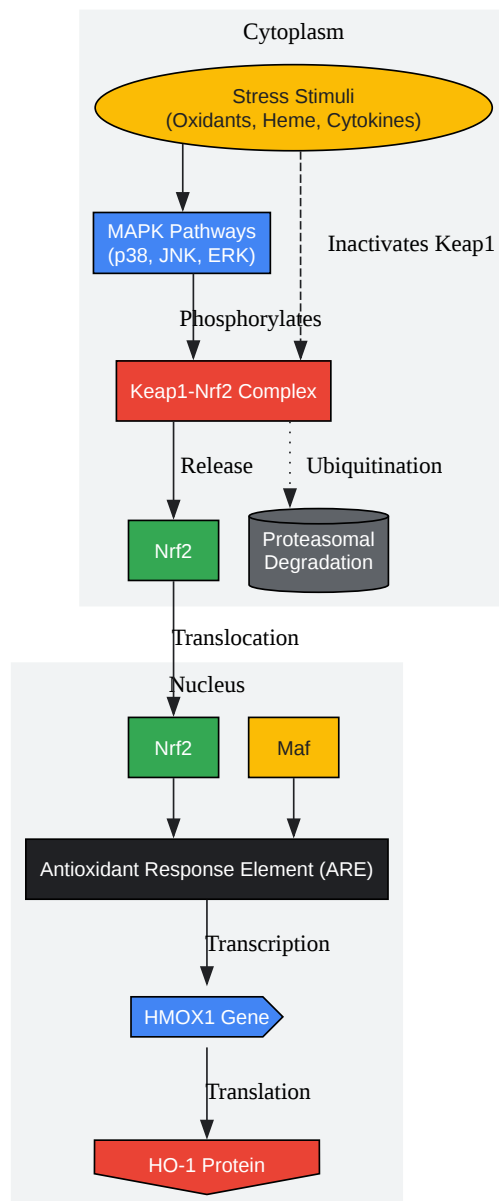 Cytoplasm
Stress Stimuli
(Oxidants, Heme, Cytokines)
MAPK Pathways
(p38, JNK, ERK)
Inactivates Keap1
Phosphorylates
Keap1-Nrf2 Complex
Release
Ubiquitination
Nrf2
Proteasomal
Degradation
Translocation
Nucleus
Nrf2
Maf
Antioxidant Response Element (ARE)
Transcription
HMOX1 Gene
Translation
HO-1 Protein